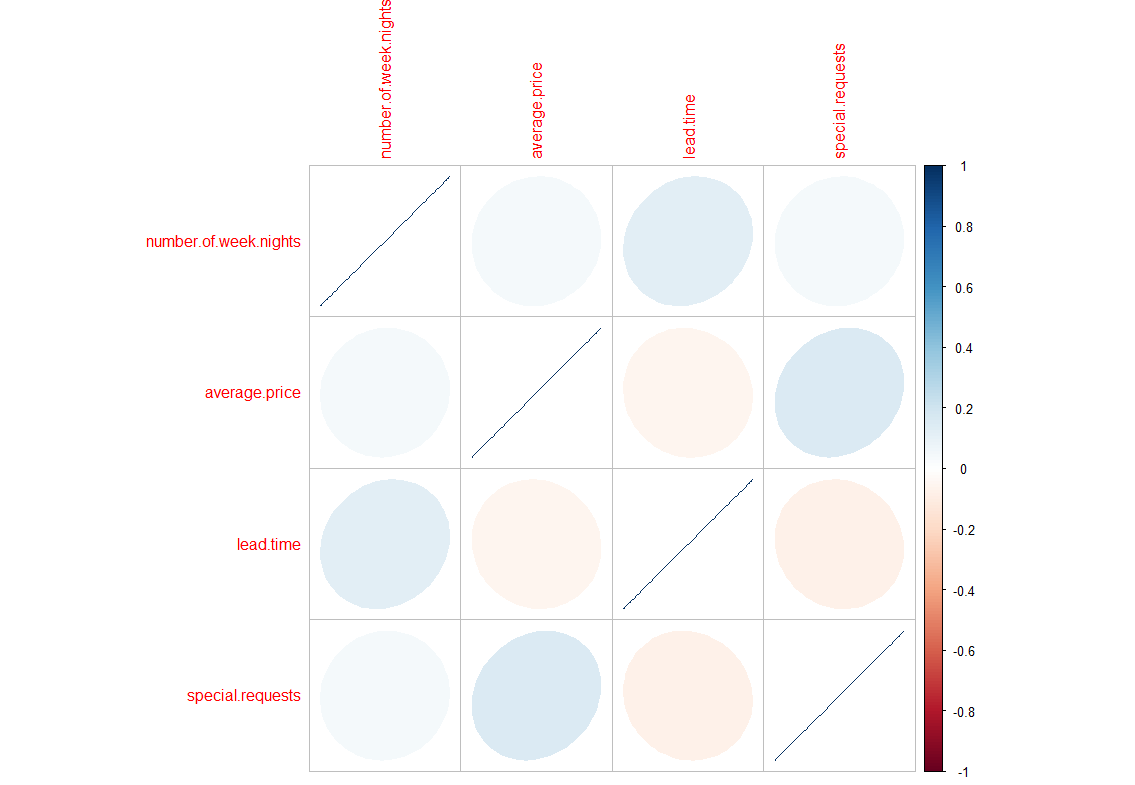 number.of.week.nights
average.price
lead.time
special.requests
number.of.week.nights
average.price
lead.time
special.requests
1
0.8
0.6
0.4
0.2
0
-0.2
-0.4
-0.6
-0.8
-1